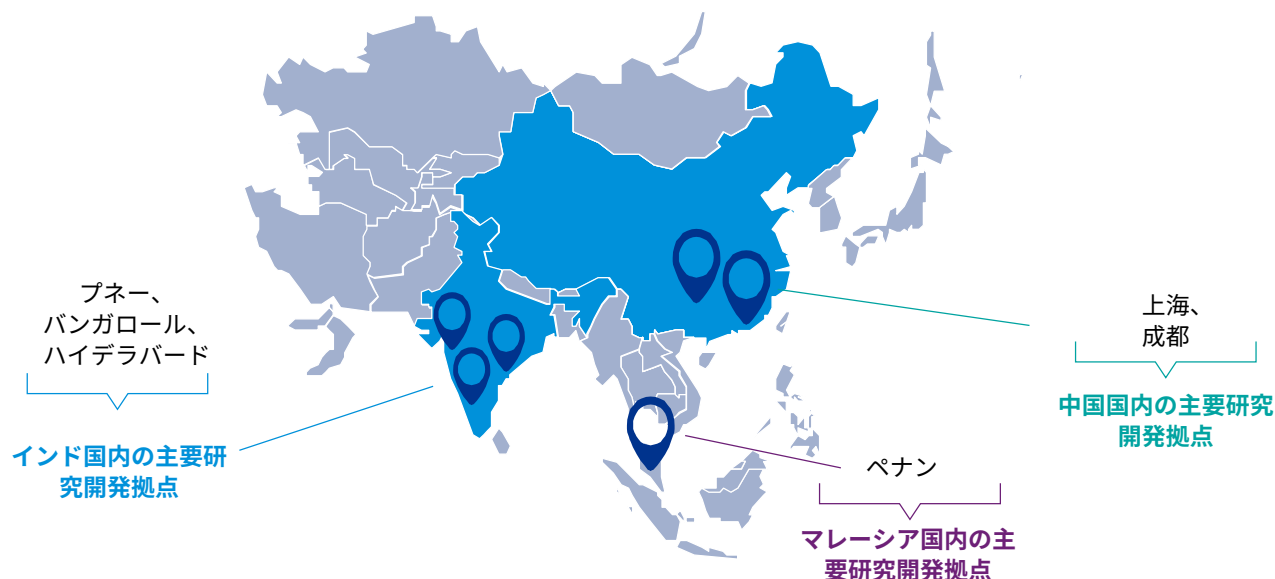 プネー、
バンガロール、
ハイデラバード
インド国内の主要研
究開発拠点
上海、
成都
中国国内の主要研究
開発拠点
ペナン
マレーシア国内の主
要研究開発拠点